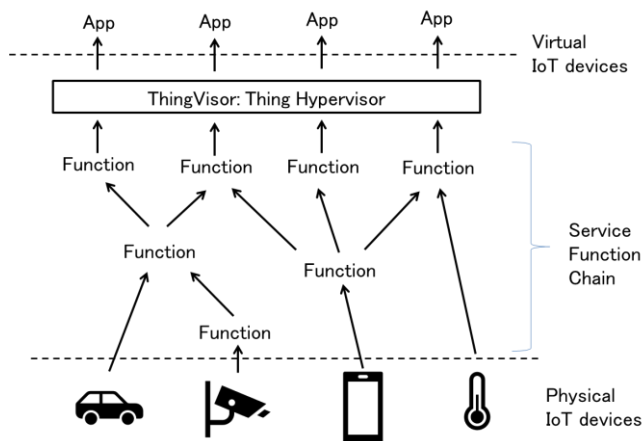 App App App App
Virtual
IoT devices
ThingVisor: Thing Hypervisor
Function Function Function Function
Function
Function
Service
Function
Chain
Function
Physical
IoT devices